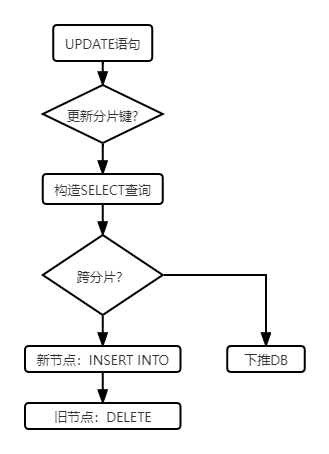 UPDATE语句
更新分片键?
构造SELECT查询
跨分片?
新节点：INSERT INTO
下推DB
旧节点：DELETE